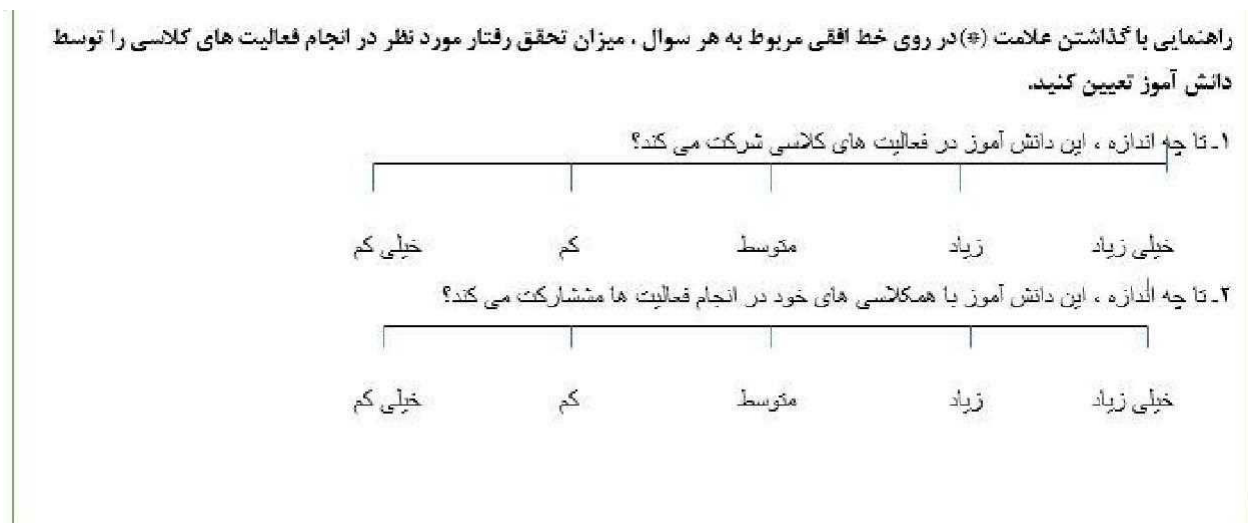 راهنمایی با گذاشتن علامت (*)در روی خط افقی مربوط به هر سوال ، میزان تحقق رفتار مورد نظر در انجام فعالیت های کلاسی را توسط
دانش آموز تعیین کنید.
۱ـ تا چه اندازه ، این دانش آموز در فعالیت های کلاسی شرکت می کند؟
خیلی زیاد زیاد متوسط کم خیلی کم
۲ـ تا چه اندازه ، این دانش آموز با همکلاسی های خود در انجام فعالیت ها مششارکت می کند؟
خیلی زیاد زیاد متوسط کم خیلی کم